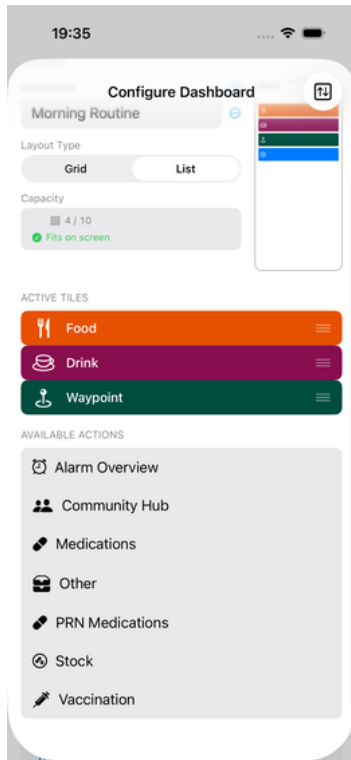 19:35
Configure Dashboard
Morning Routine
Layout Type
Grid
List
Capacity
4 / 10
Fits on screen
ACTIVE TILES
Food
Drink
Waypoint
AVAILABLE ACTIONS
Alarm Overview
Community Hub
Medications
Other
PRN Medications
Stock
Vaccination